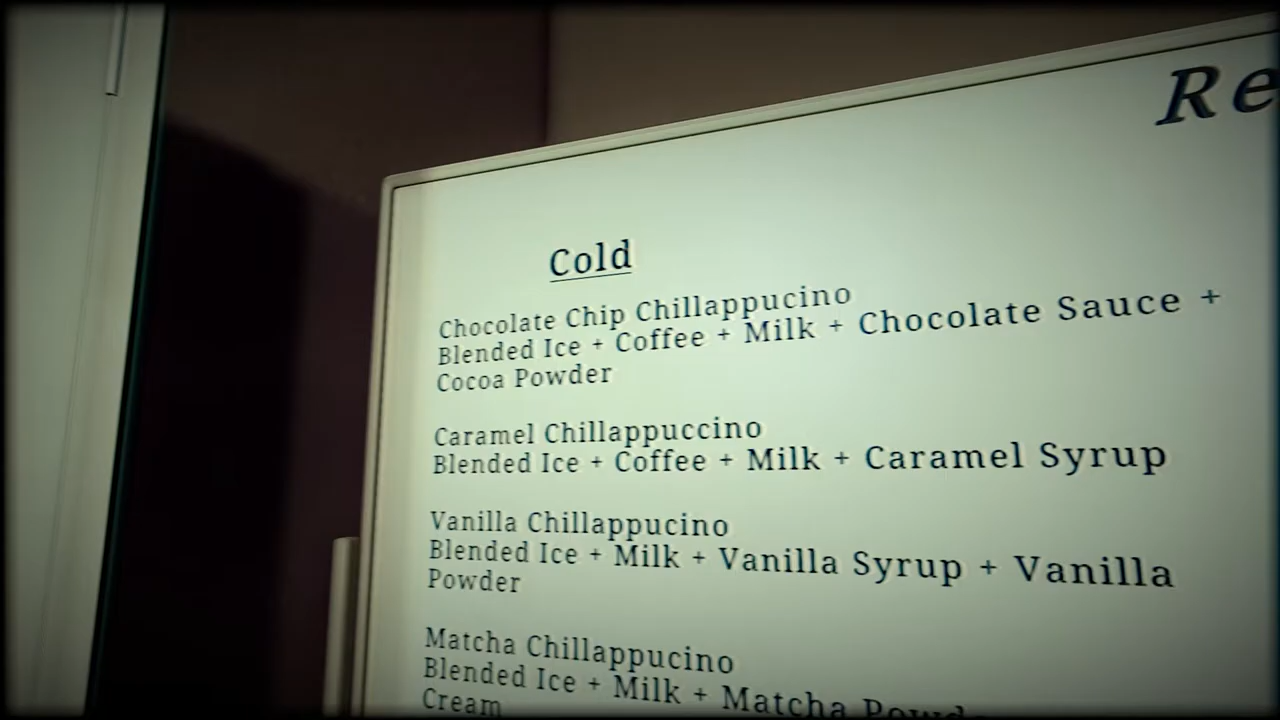 Re
Cold
Chocolate Chip Chillappucino
Blended Ice + Coffee + Milk + Chocolate Sauce +
Cocoa Powder
Caramel Chillappuccino
Blended Ice + Coffee + Milk + Caramel Syrup
Vanilla Chillappucino
Blended Ice + Milk + Vanilla Syrup + Vanilla
Powder
Matcha Chillappucino
Blended Ice + Milk + Matcha Powde
Cream